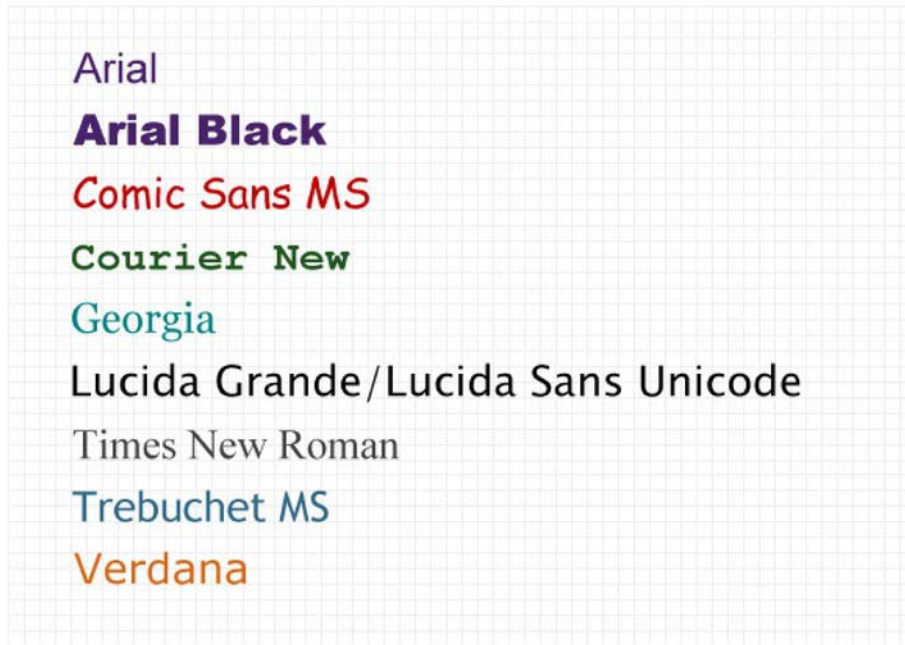 Arial
Arial Black
Comic Sans MS
Courier New
Georgia
Lucida Grande/Lucida Sans Unicode
Times New Roman
Trebuchet MS
Verdana